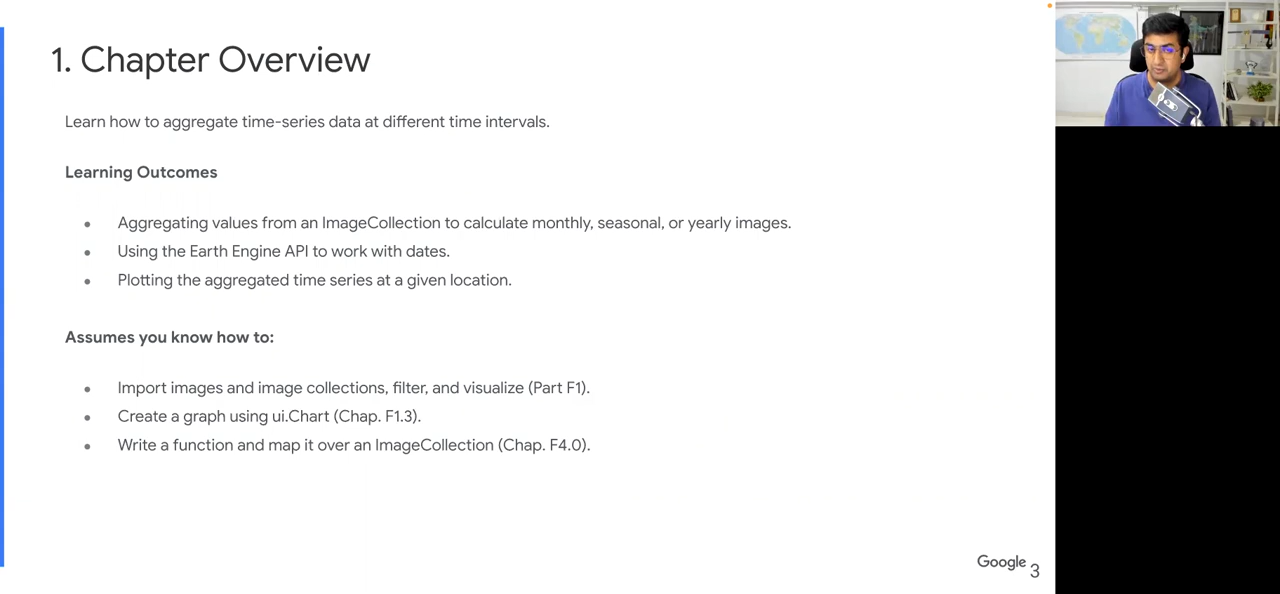 1. Chapter Overview
Learn how to aggregate time-series data at different time intervals.
Learning Outcomes
● Aggregating values from an ImageCollection to calculate monthly, seasonal, or yearly images.
● Using the Earth Engine API to work with dates.
● Plotting the aggregated time series at a given location.
Assumes you know how to:
● Import images and image collections, filter, and visualize (Part F1).
● Create a graph using ui.Chart (Chap. F1.3).
● Write a function and map it over an ImageCollection (Chap. F4.0).
Google 3